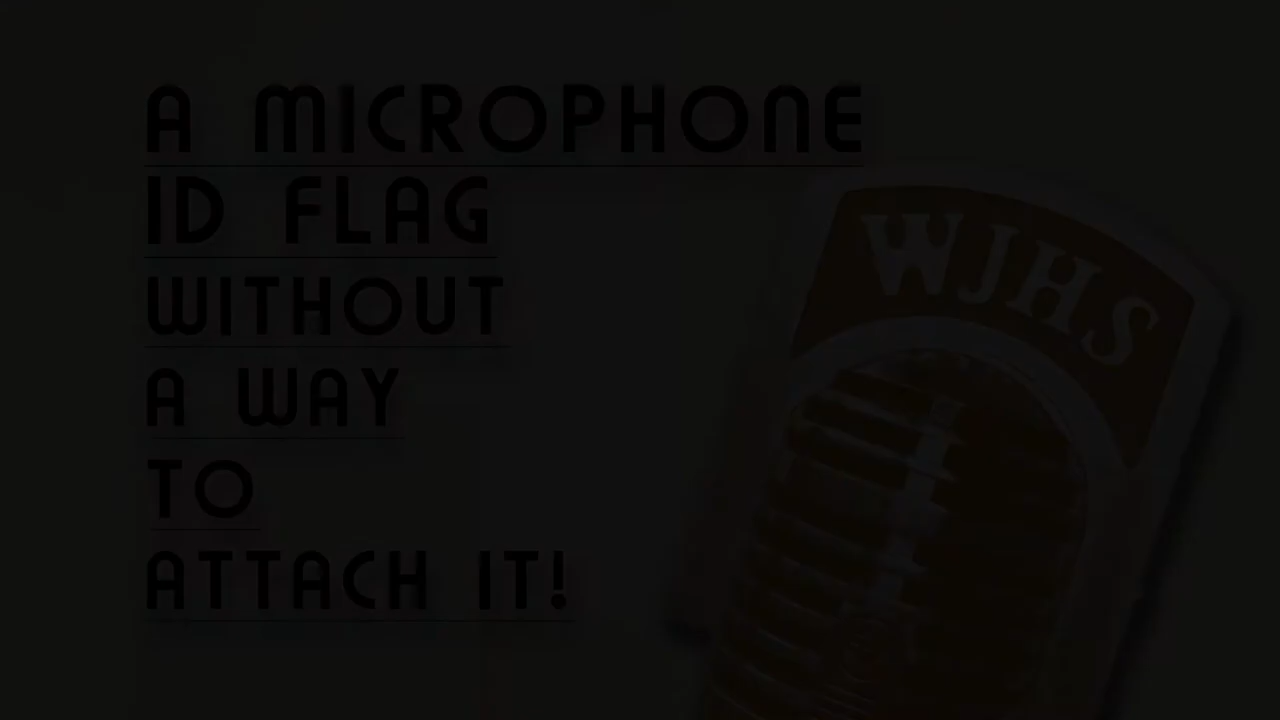 A MICROPHONE
ID FLAG
WITHOUT
A WAY
TO
ATTACH IT!
WJHS